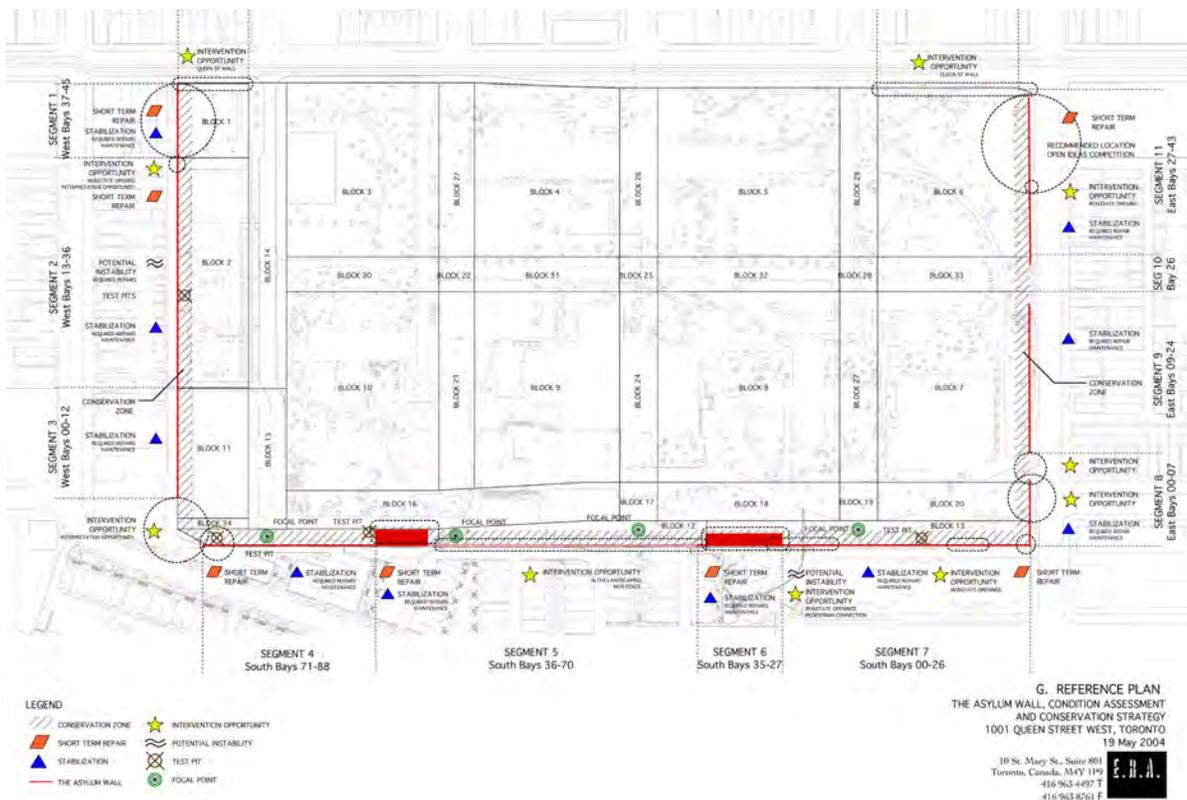 INTERVENTION
OPPORTUNITY
QUEEN ST WALL
INTERVENTION
OPPORTUNITY
QUEEN ST WALL
SEGMENT 1
West Bays 37-45
SHORT TERM
REPAIR
STABILIZATION
REQUIRED REPAIRS
MAINTENANCE
INTERVENTION
OPPORTUNITY
REINSTATE OPENING
INTERPRETATION OPPORTUNITY
SHORT TERM
REPAIR
SEGMENT 2
West Bays 13-36
POTENTIAL
INSTABILITY
REQUIRED REPAIRS
TEST PITS
STABILIZATION
REQUIRED REPAIRS
MAINTENANCE
CONSERVATION
ZONE
SEGMENT 3
West Bays 00-12
STABILIZATION
REQUIRED REPAIRS
MAINTENANCE
INTERVENTION
OPPORTUNITY
INTERPRETATION OPPORTUNITY
BLOCK 1
BLOCK 2
BLOCK 14
BLOCK 3
BLOCK 27
BLOCK 4
BLOCK 26
BLOCK 5
BLOCK 29
BLOCK 6
BLOCK 30
BLOCK 22
BLOCK 31
BLOCK 25
BLOCK 32
BLOCK 28
BLOCK 33
BLOCK 10
BLOCK 21
BLOCK 9
BLOCK 24
BLOCK 8
BLOCK 27
BLOCK 7
BLOCK 11
BLOCK 15
BLOCK 16
BLOCK 17
BLOCK 18
BLOCK 19
BLOCK 20
BLOCK 34
FOCAL POINT
TEST PIT
FOCAL POINT
FOCAL POINT
BLOCK 12
FOCAL POINT
TEST PIT
BLOCK 13
TEST PIT
SHORT TERM
REPAIR
RECOMMENDED LOCATION
OPEN IDEAS COMPETITION
INTERVENTION
OPPORTUNITY
REINSTATE OPENING
STABILIZATION
REQUIRED REPAIR
MAINTENANCE
SEGMENT 11
East Bays 27-43
SEG 10
Bay 26
STABILIZATION
REQUIRED REPAIR
MAINTENANCE
CONSERVATION
ZONE
SEGMENT 9
East Bays 09-24
INTERVENTION
OPPORTUNITY
INTERVENTION
OPPORTUNITY
STABILIZATION
REQUIRED REPAIRS
MAINTENANCE
SEGMENT 8
East Bays 00-07
SHORT TERM
REPAIR
STABILIZATION
REQUIRED REPAIRS
MAINTENANCE
SHORT TERM
REPAIR
STABILIZATION
REQUIRED REPAIRS
MAINTENANCE
INTERVENTION OPPORTUNITY
NEW FENCE
SHORT TERM
REPAIR
STABILIZATION
REQUIRED REPAIRS
MAINTENANCE
POTENTIAL
INSTABILITY
INTERVENTION
OPPORTUNITY
REINSTATE OPENINGS
PEDESTRIAN CONNECTION
STABILIZATION
REQUIRED REPAIRS
MAINTENANCE
INTERVENTION
OPPORTUNITY
REINSTATE OPENINGS
SHORT TERM
REPAIR
SEGMENT 4
South Bays 71-88
SEGMENT 5
South Bays 36-70
SEGMENT 6
South Bays 35-27
SEGMENT 7
South Bays 00-26
LEGEND
CONSERVATION ZONE
SHORT TERM REPAIR
STABILIZATION
THE ASYLUM WALL
INTERVENTION OPPORTUNITY
POTENTIAL INSTABILITY
TEST PIT
FOCAL POINT
G. REFERENCE PLAN
THE ASYLUM WALL, CONDITION ASSESSMENT
AND CONSERVATION STRATEGY
1001 QUEEN STREET WEST, TORONTO
19 May 2004
10 St. Mary St., Suite 801
Toronto, Canada, M4Y 1P9
416 963 4497 T
416 963 8761 F
E.R.A.